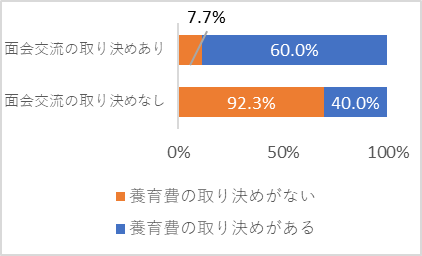 7.7%
面会交流の取り決めあり
60.0%
面会交流の取り決めなし
92.3%
40.0%
0%
50%
100%
養育費の取り決めがない
養育費の取り決めがある